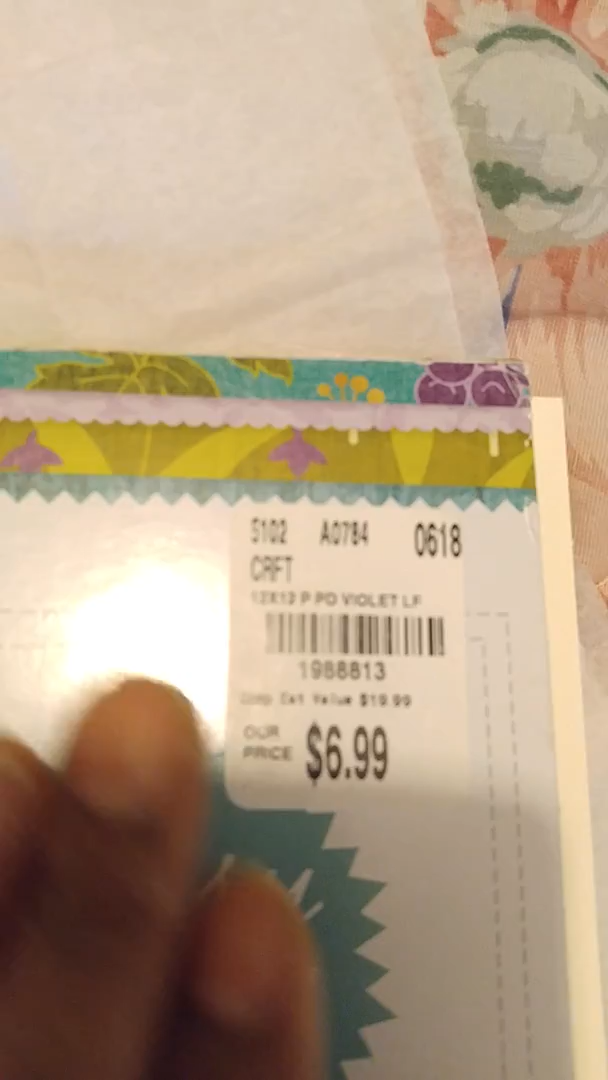 5102 A0784 0618
CRFT
12X12 P PD VIOLET LF
1988813
Comp Est Value $19.99
OUR
PRICE $6.99